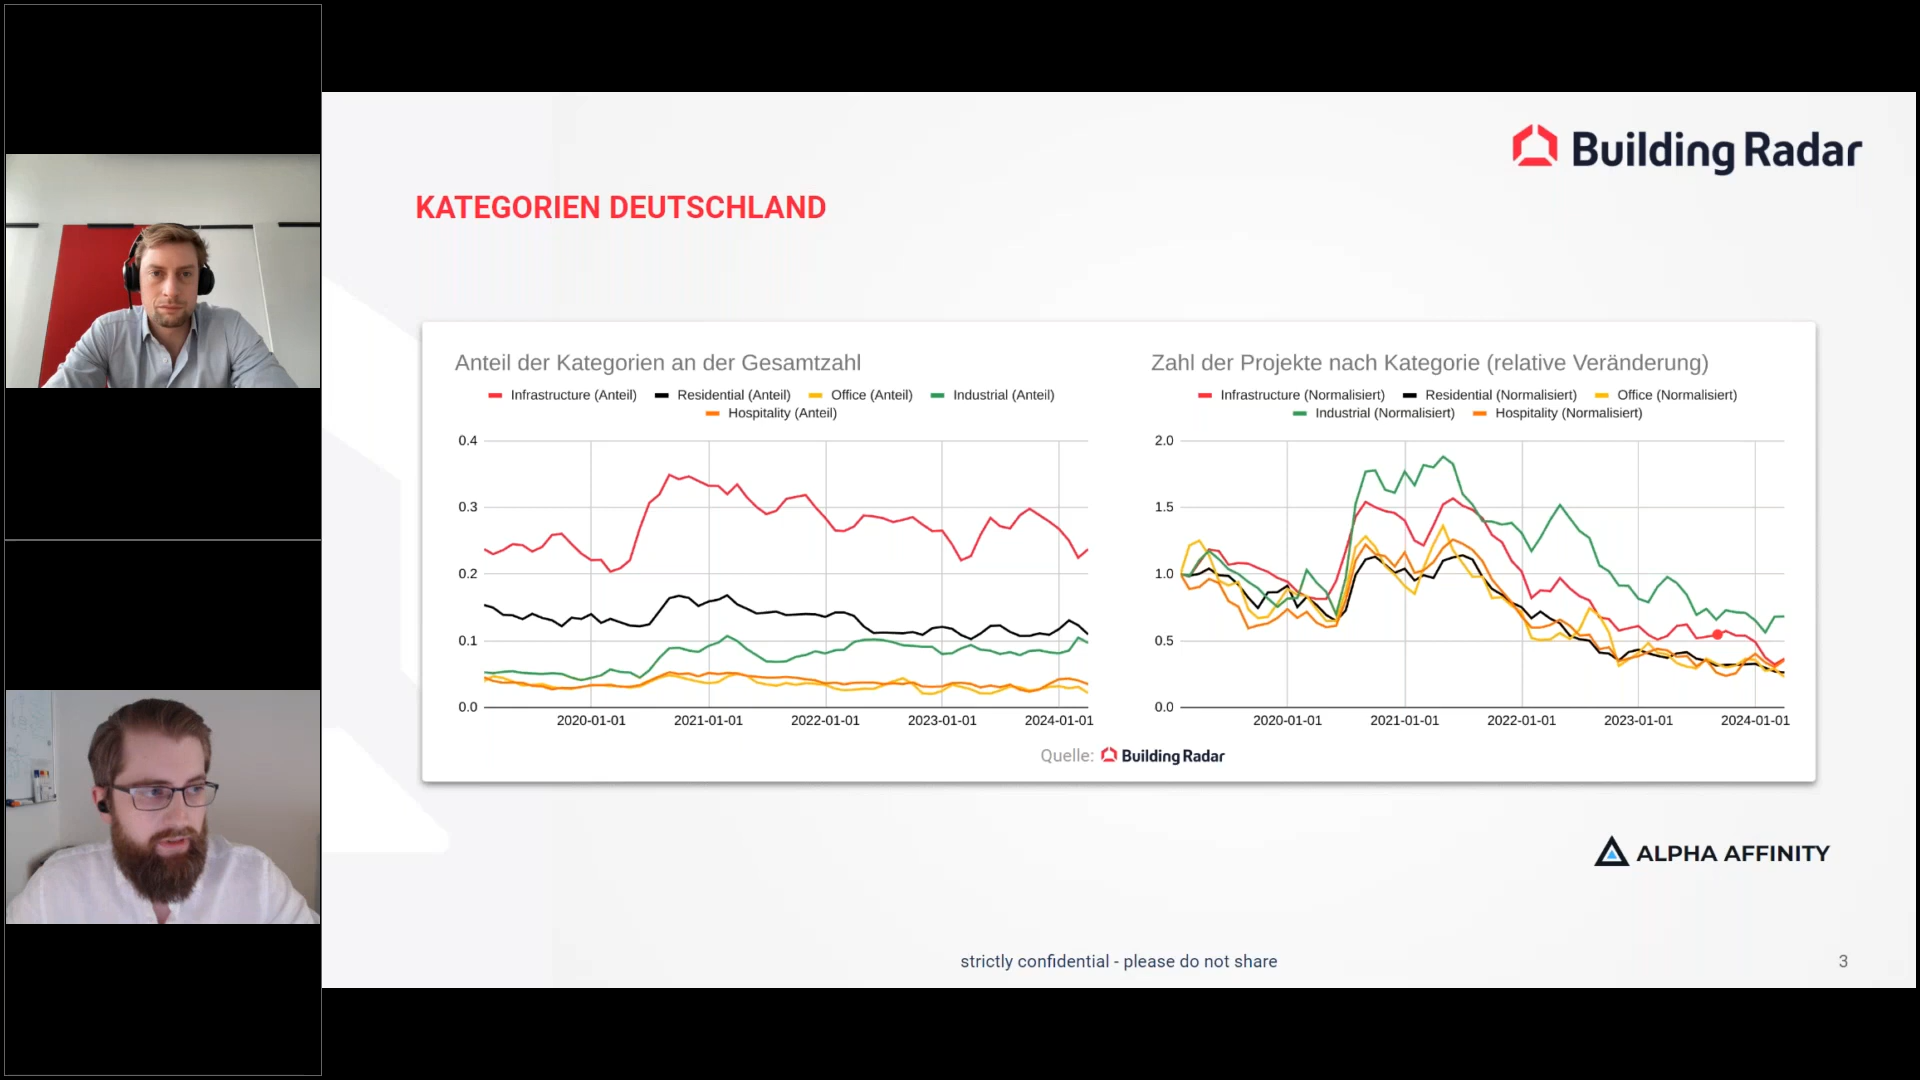 Building Radar
KATEGORIEN DEUTSCHLAND
Anteil der Kategorien an der Gesamtzahl
Infrastructure (Anteil) Residential (Anteil) Office (Anteil) Industrial (Anteil)
Hospitality (Anteil)
0.4
0.3
0.2
0.1
0.0
2020-01-01 2021-01-01 2022-01-01 2023-01-01 2024-01-01
Zahl der Projekte nach Kategorie (relative Veränderung)
Infrastructure (Normalisiert) Residential (Normalisiert) Office (Normalisiert)
Industrial (Normalisiert) Hospitality (Normalisiert)
2.0
1.5
1.0
0.5
0.0
2020-01-01 2021-01-01 2022-01-01 2023-01-01 2024-01-01
Quelle: Building Radar
ALPHA AFFINITY
strictly confidential - please do not share
3